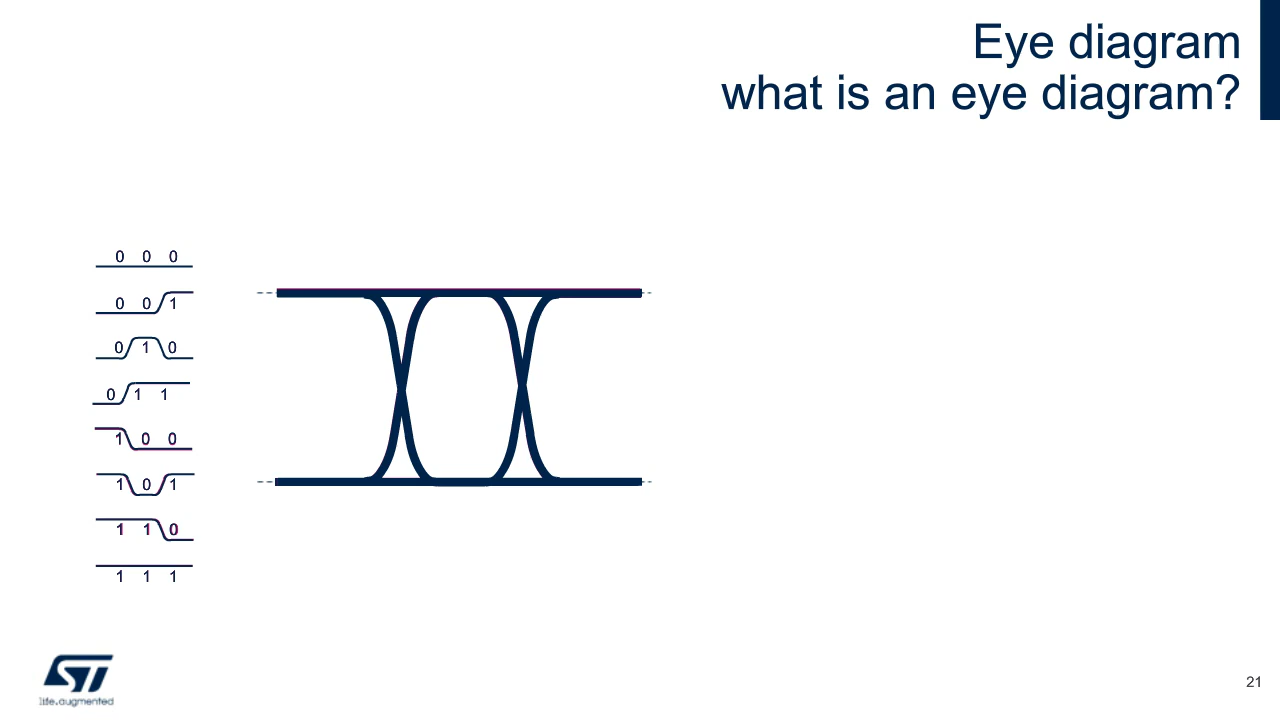 Eye diagram
what is an eye diagram?
0 0 0
0 0 1
0 1 0
0 1 1
1 0 0
1 0 1
1 1 0
1 1 1
ST
life.augmented
21